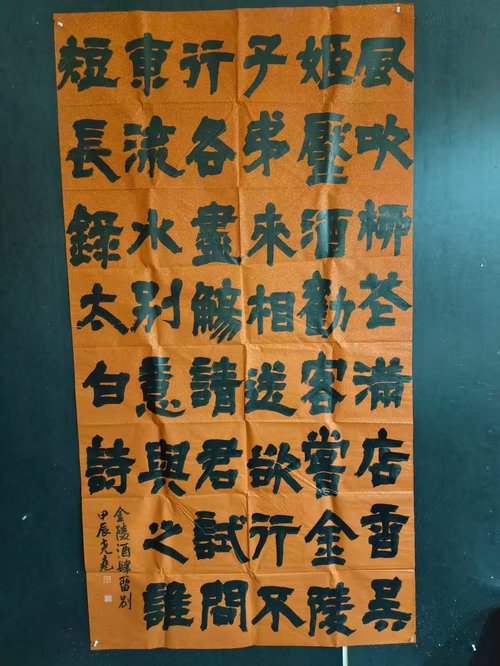 風吹柳花滿店香吳
姬壓酒勸客嘗金陵
子弟來相送欲行不
行各盡觴請君試問
東流水別意與之誰
短長錄太白詩
金陵酒肆留別
甲辰